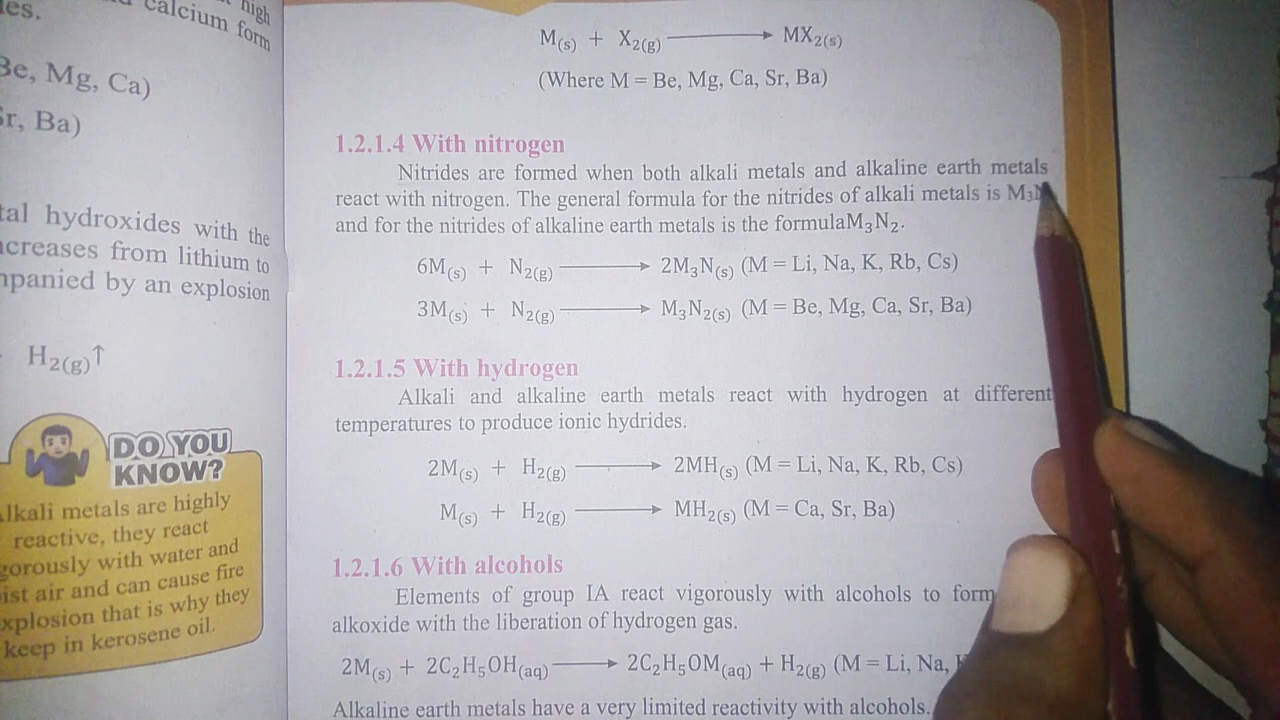 es.
high
calcium form
Be, Mg, Ca)
Sr, Ba)
tal hydroxides with the
creases from lithium to
mpanied by an explosion
H2(g)↑
DO YOU
KNOW?
lkali metals are highly
reactive, they react
gorously with water and
ist air and can cause fire
xplosion that is why they
keep in kerosene oil.
M(s) + X2(g) ⟶ MX2(s)
(Where M = Be, Mg, Ca, Sr, Ba)
1.2.1.4 With nitrogen
Nitrides are formed when both alkali metals and alkaline earth metals
react with nitrogen. The general formula for the nitrides of alkali metals is M3
and for the nitrides of alkaline earth metals is the formulaM3N2.
6M(s) + N2(g) ⟶ 2M3N(s) (M = Li, Na, K, Rb, Cs)
3M(s) + N2(g) ⟶ M3N2(s) (M = Be, Mg, Ca, Sr, Ba)
1.2.1.5 With hydrogen
Alkali and alkaline earth metals react with hydrogen at different
temperatures to produce ionic hydrides.
2M(s) + H2(g) ⟶ 2MH(s) (M = Li, Na, K, Rb, Cs)
M(s) + H2(g) ⟶ MH2(s) (M = Ca, Sr, Ba)
1.2.1.6 With alcohols
Elements of group IA react vigorously with alcohols to form
alkoxide with the liberation of hydrogen gas.
2M(s) + 2C2H5OH(aq) ⟶ 2C2H5OM(aq) + H2(g) (M = Li, Na,
Alkaline earth metals have a very limited reactivity with alcohols.